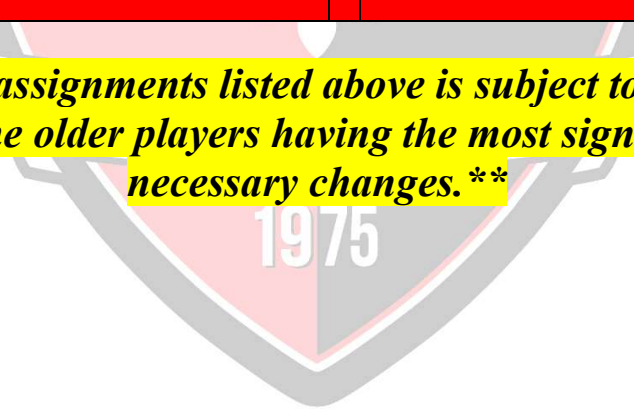 assignments listed above is subject to
older players having the most sign
necessary changes.**
1975